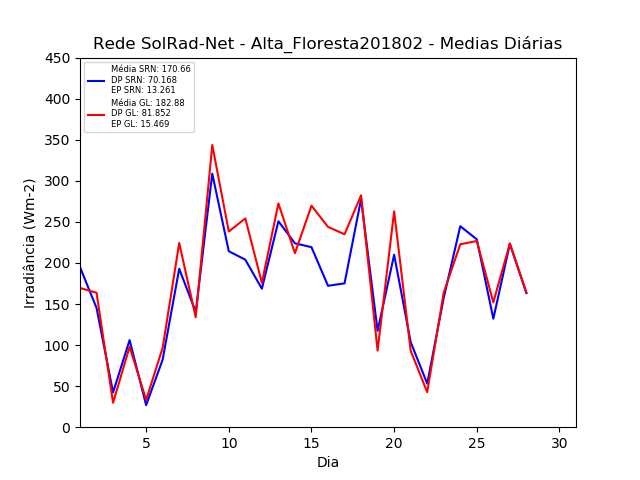 Rede SolRad-Net - Alta_Floresta201802 - Medias Diárias
Irradiância (Wm-2)
450
400
350
300
250
200
150
100
50
0
Média SRN: 170.66
DP SRN: 70.168
EP SRN: 13.261
Média GL: 182.88
DP GL: 81.852
EP GL: 15.469
5
10
15
20
25
30
Dia